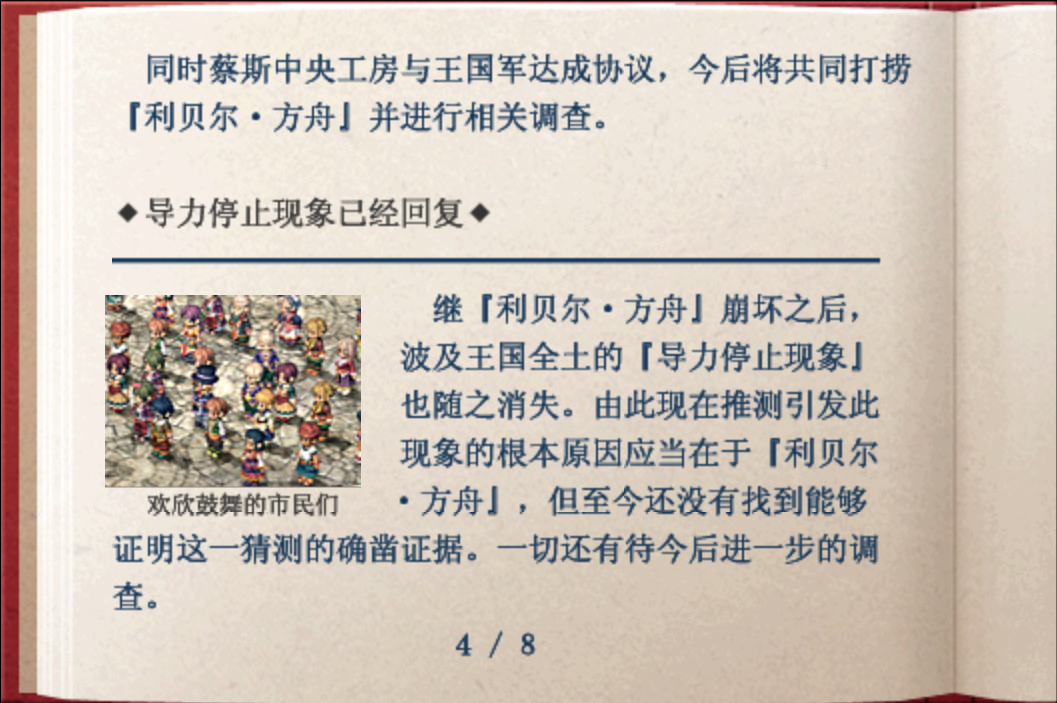 同时蔡斯中央工房与王国军达成协议，今后将共同打捞
『利贝尔·方舟』并进行相关调查。
◆导力停止现象已经回复◆
继『利贝尔·方舟』崩坏之后，
波及王国全土的『导力停止现象』
也随之消失。由此现在推测引发此
现象的根本原因应当在于『利贝尔
·方舟』，但至今还没有找到能够
证明这一猜测的确凿证据。一切还有待今后进一步的调
查。
欢欣鼓舞的市民们
4 / 8